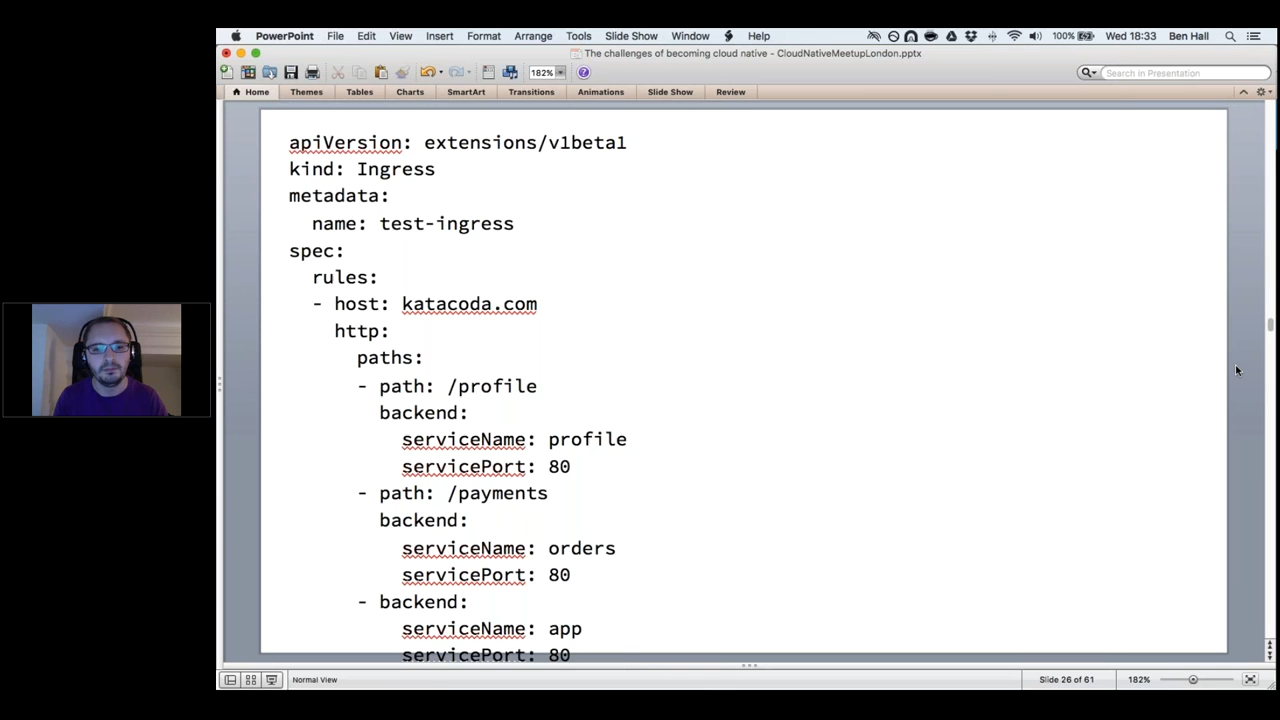 PowerPoint File Edit View Insert Format Arrange Tools Slide Show Window Help 100% Wed 18:33 Ben Hall
The challenges of becoming cloud native - CloudNativeMeetupLondon.pptx
182% Search in Presentation
Home Themes Tables Charts SmartArt Transitions Animations Slide Show Review
apiVersion: extensions/v1beta1
kind: Ingress
metadata:
name: test-ingress
spec:
rules:
- host: katacoda.com
http:
paths:
- path: /profile
backend:
serviceName: profile
servicePort: 80
- path: /payments
backend:
serviceName: orders
servicePort: 80
- backend:
serviceName: app
servicePort: 80
Normal View Slide 26 of 61 182%